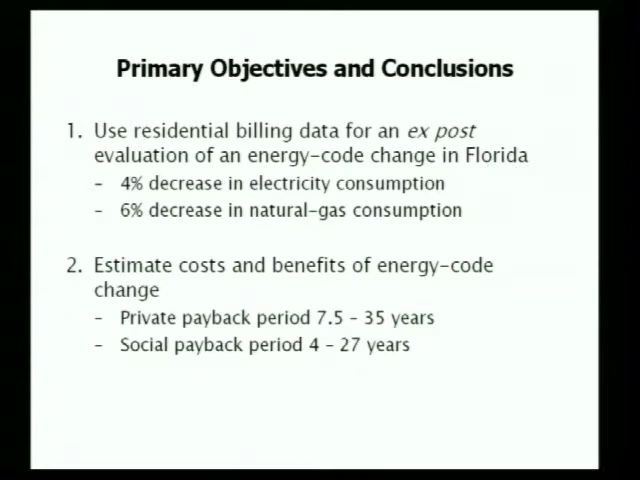 Primary Objectives and Conclusions
1. Use residential billing data for an ex post
evaluation of an energy-code change in Florida
- 4% decrease in electricity consumption
- 6% decrease in natural-gas consumption
2. Estimate costs and benefits of energy-code
change
- Private payback period 7.5 - 35 years
- Social payback period 4 - 27 years